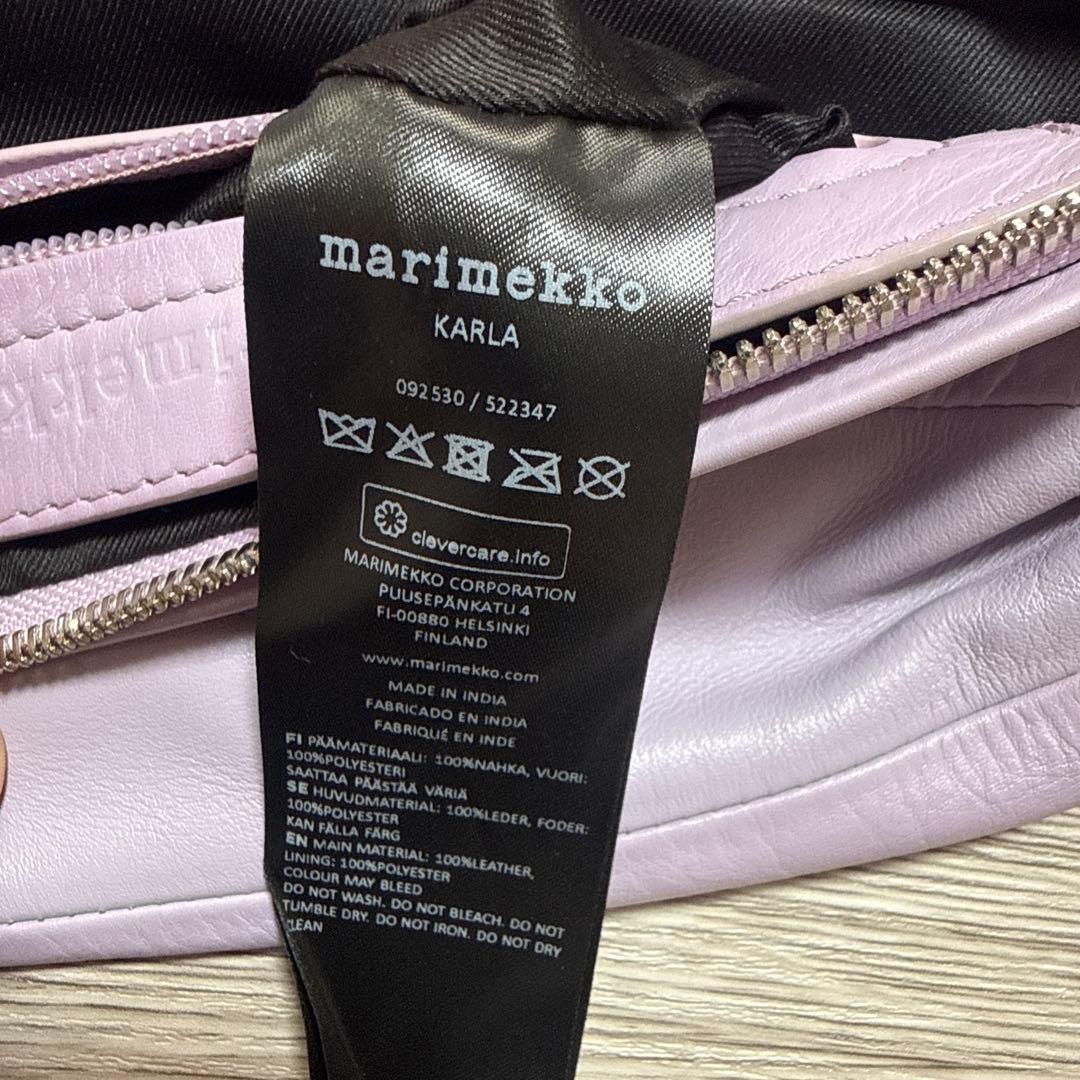 marimekko
KARLA
092530 / 522347
clevercare.info
MARIMEKKO CORPORATION
PUUSEPÄNKATU 4
FI-00880 HELSINKI
FINLAND
www.marimekko.com
MADE IN INDIA
FABRICADO EN INDIA
FABRIQUÉ EN INDE
FI PÄÄMATERIAALI: 100%NAHKA, VUORI:
100%POLYESTERI
SAATTAA PÄÄSTÄÄ VÄRIÄ
SE HUVUDMATERIAL: 100%LEDER, FODER:
100%POLYESTER
KAN FÄLLA FÄRG
EN MAIN MATERIAL: 100%LEATHER,
LINING: 100%POLYESTER
COLOUR MAY BLEED
DO NOT WASH. DO NOT BLEACH. DO NOT
TUMBLE DRY. DO NOT IRON. DO NOT DRY
CLEAN